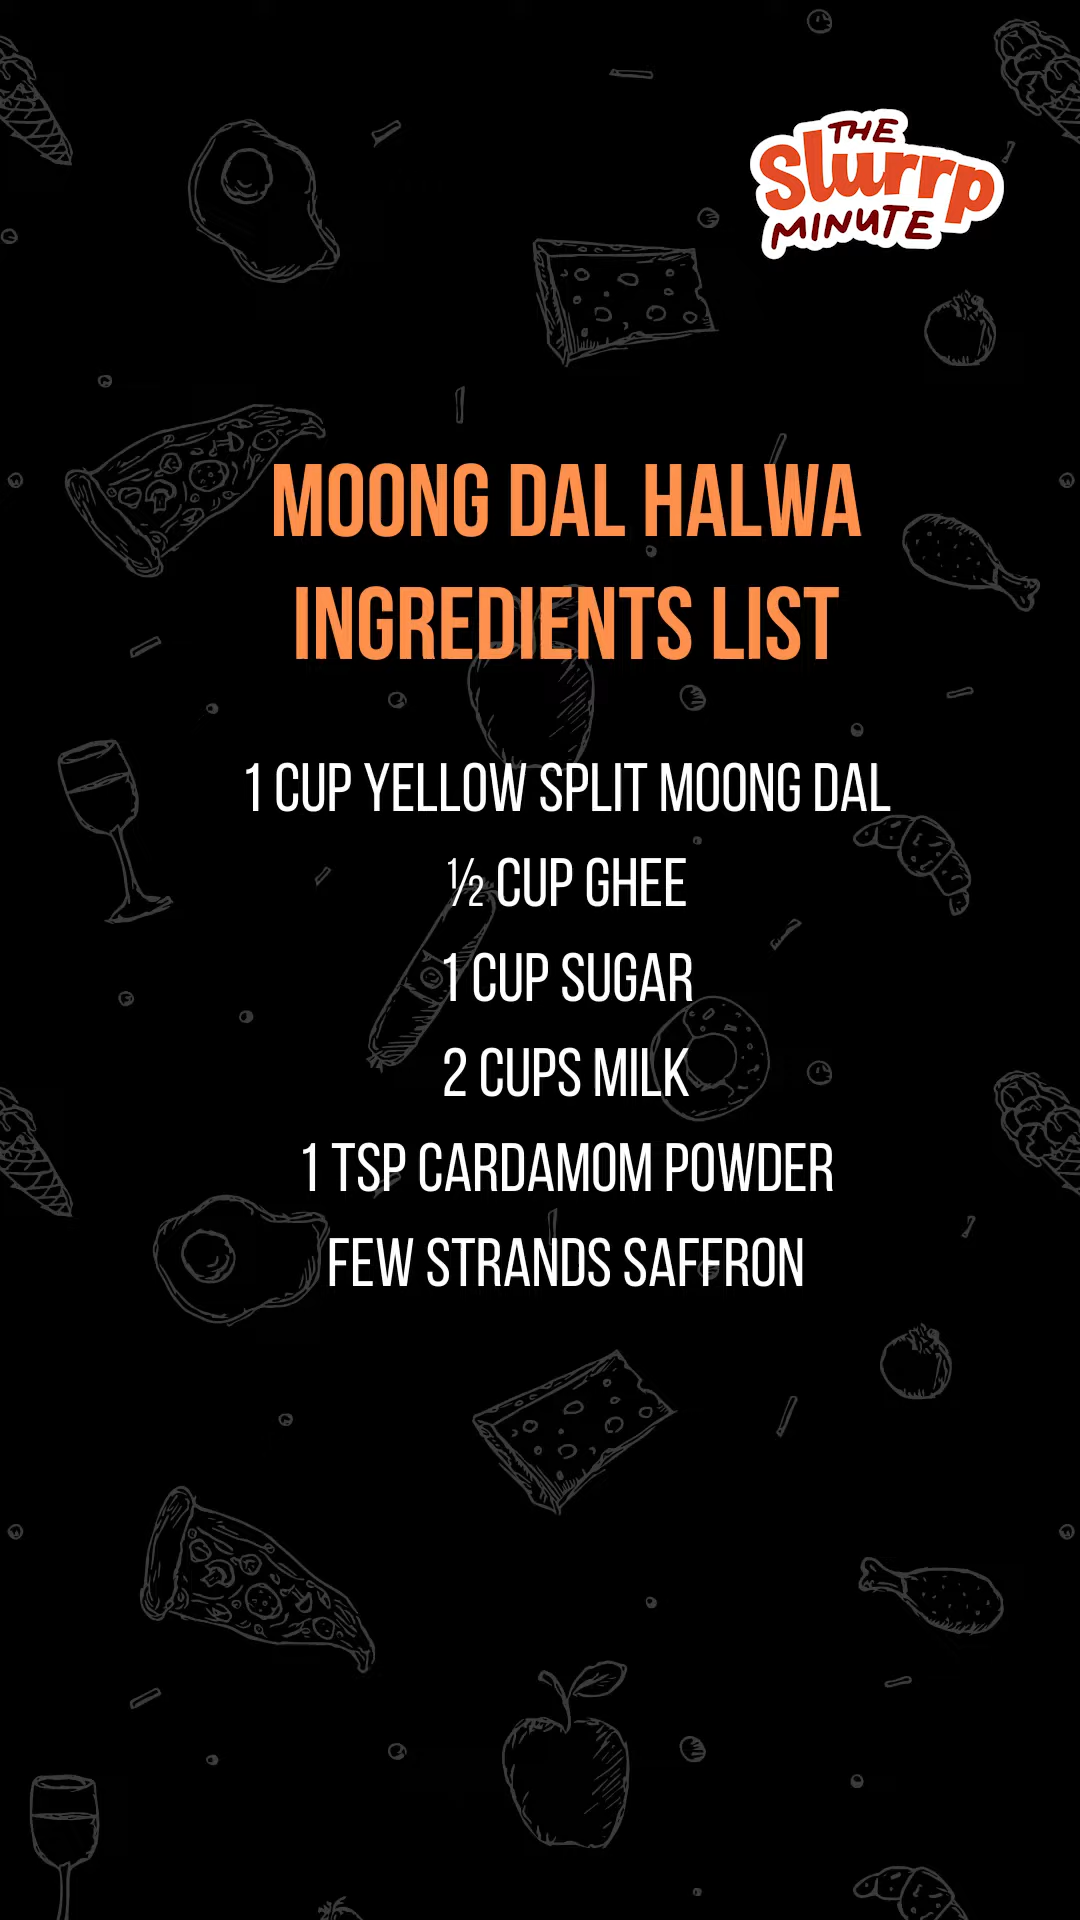 THE
Slurrp
MINUTE
MOONG DAL HALWA
INGREDIENTS LIST
1 CUP YELLOW SPLIT MOONG DAL
½ CUP GHEE
1 CUP SUGAR
2 CUPS MILK
1 TSP CARDAMOM POWDER
FEW STRANDS SAFFRON